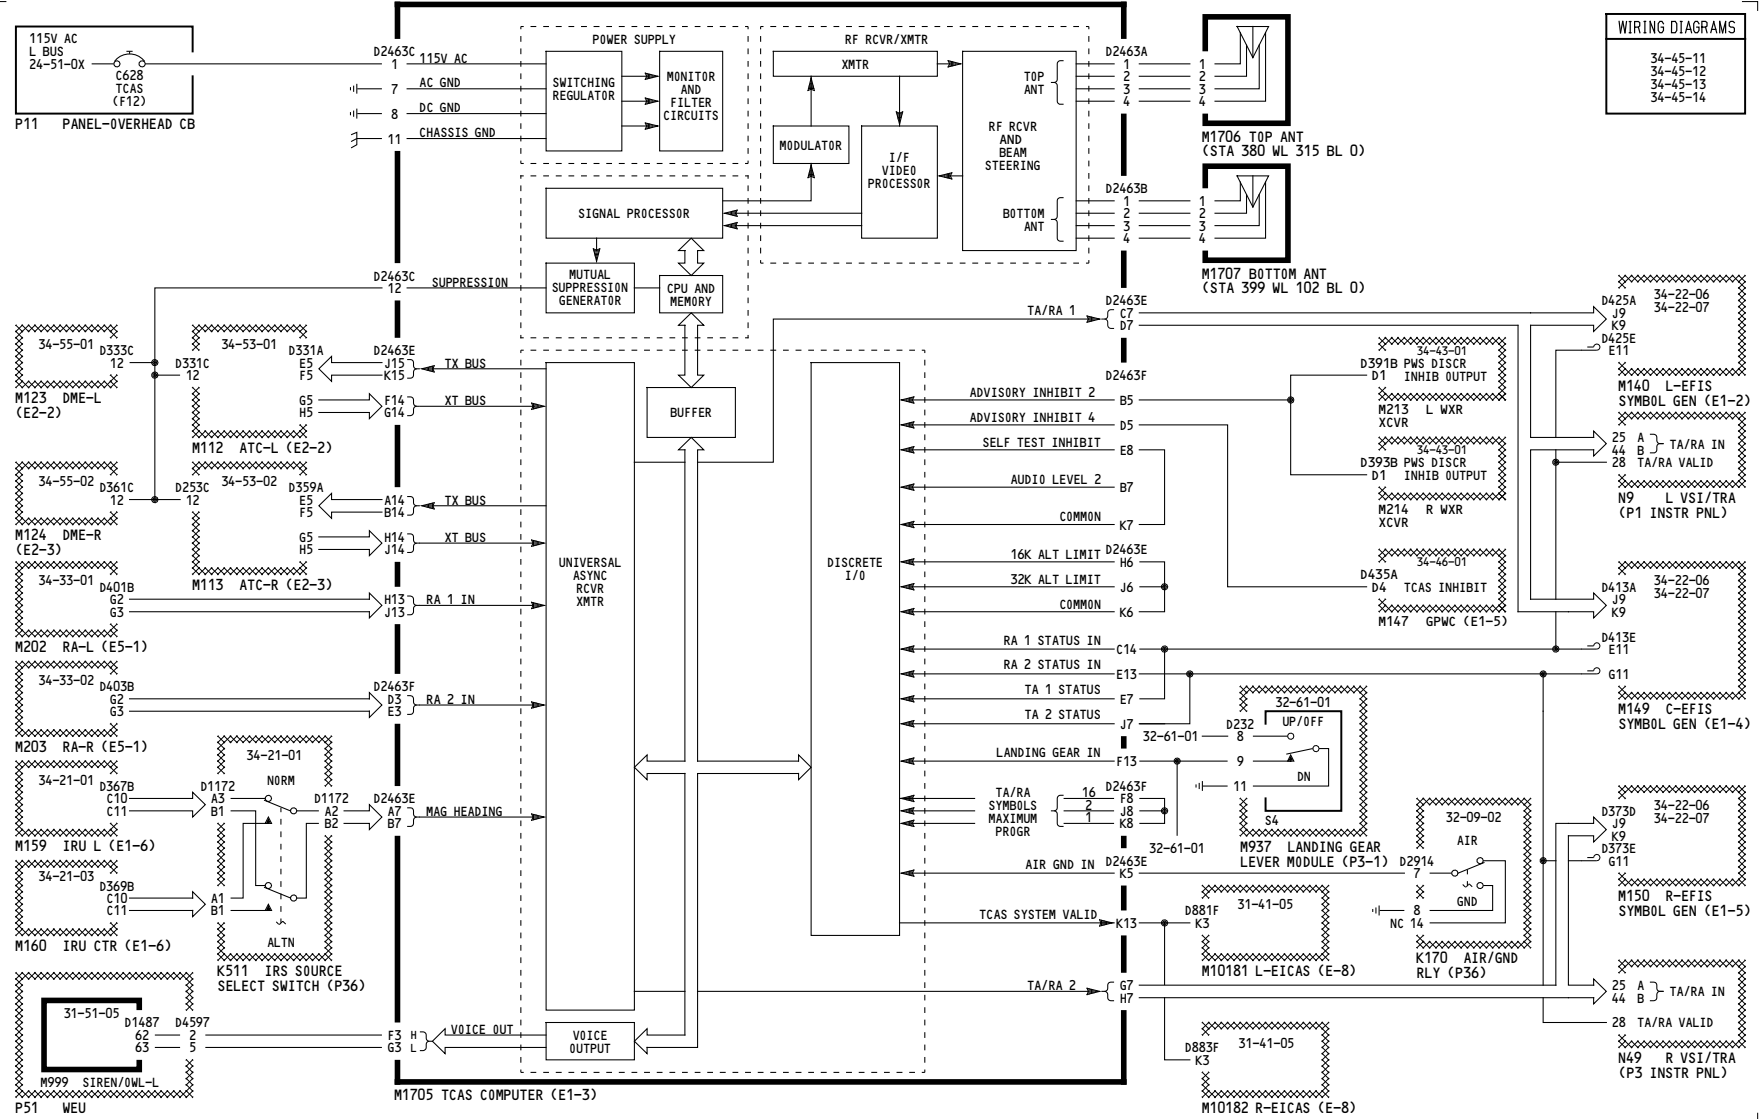 115V AC
L BUS
24-51-0X
C628
TCAS
(F12)
P11 PANEL-OVERHEAD CB
D2463C
1 115V AC
7 AC GND
8 DC GND
11 CHASSIS GND
POWER SUPPLY
SWITCHING
REGULATOR
MONITOR
AND
FILTER
CIRCUITS
RF RCVR/XMTR
XMTR
MODULATOR
I/F
VIDEO
PROCESSOR
RF RCVR
AND
BEAM
STEERING
TOP
ANT
BOTTOM
ANT
D2463A
1 1
2 2
3 3
4 4
M1706 TOP ANT
(STA 380 WL 315 BL 0)
D2463B
1 1
2 2
3 3
4 4
M1707 BOTTOM ANT
(STA 399 WL 102 BL 0)
WIRING DIAGRAMS
34-45-11
34-45-12
34-45-13
34-45-14
SIGNAL PROCESSOR
MUTUAL
SUPPRESSION
GENERATOR
CPU AND
MEMORY
BUFFER
D2463C
12 SUPPRESSION
34-55-01
D333C
12
M123 DME-L
(E2-2)
34-53-01
D331C
12
D331A
E5
F5
G5
H5
M112 ATC-L (E2-2)
D2463E
J15
K15
TX BUS
F14
G14
XT BUS
34-55-02
D361C
12
M124 DME-R
(E2-3)
34-53-02
D253C
12
D359A
E5
F5
G5
H5
M113 ATC-R (E2-3)
A14
B14
TX BUS
H14
J14
XT BUS
34-33-01
D401B
G2
G3
M202 RA-L (E5-1)
H13
J13
RA 1 IN
34-33-02
D403B
G2
G3
M203 RA-R (E5-1)
D2463F
D3
E3
RA 2 IN
34-21-01
D367B
C10
C11
M159 IRU L (E1-6)
34-21-03
D369B
C10
C11
M160 IRU CTR (E1-6)
34-21-01
NORM
D1172
A3
B1
D1172
A2
B2
A1
B1
ALTN
K511 IRS SOURCE
SELECT SWITCH (P36)
D2463E
A7
B7
MAG HEADING
31-51-05
D1487
62
63
D4597
2
5
M999 SIREN/OWL-L
P51 WEU
F3 H
G3 L
VOICE OUT
VOICE
OUTPUT
UNIVERSAL
ASYNC
RCVR
XMTR
DISCRETE
I/O
M1705 TCAS COMPUTER (E1-3)
TA/RA 1
D2463E
C7
D7
D2463F
ADVISORY INHIBIT 2 B5
ADVISORY INHIBIT 4 D5
SELF TEST INHIBIT E8
AUDIO LEVEL 2 B7
COMMON K7
D2463E
16K ALT LIMIT H6
32K ALT LIMIT J6
COMMON K6
RA 1 STATUS IN C14
RA 2 STATUS IN E13
TA 1 STATUS E7
TA 2 STATUS J7
LANDING GEAR IN F13
TA/RA
SYMBOLS
MAXIMUM
PROGR
D2463F
16 F8
2 J8
1 K8
D2463E
AIR GND IN K5
TCAS SYSTEM VALID K13
TA/RA 2
G7
H7
34-43-01
D391B PWS DISCR
D1 INHIB OUTPUT
M213 L WXR
XCVR
34-43-01
D393B PWS DISCR
D1 INHIB OUTPUT
M214 R WXR
XCVR
34-46-01
D435A
D4 TCAS INHIBIT
M147 GPWC (E1-5)
32-61-01
32-61-01
D232
8
9
11
32-61-01
UP/OFF
DN
S4
M937 LANDING GEAR
LEVER MODULE (P3-1)
32-09-02
AIR
D2914
7
8
NC 14
GND
K170 AIR/GND
RLY (P36)
D881F
K3
31-41-05
M10181 L-EICAS (E-8)
D883F
K3
31-41-05
M10182 R-EICAS (E-8)
D425A
J9
K9
D425E
E11
34-22-06
34-22-07
M140 L-EFIS
SYMBOL GEN (E1-2)
25 A
44 B
TA/RA IN
28 TA/RA VALID
N9 L VSI/TRA
(P1 INSTR PNL)
D413A
J9
K9
34-22-06
34-22-07
D413E
E11
G11
M149 C-EFIS
SYMBOL GEN (E1-4)
D373D
J9
K9
D373E
G11
34-22-06
34-22-07
M150 R-EFIS
SYMBOL GEN (E1-5)
25 A
44 B
TA/RA IN
28 TA/RA VALID
N49 R VSI/TRA
(P3 INSTR PNL)